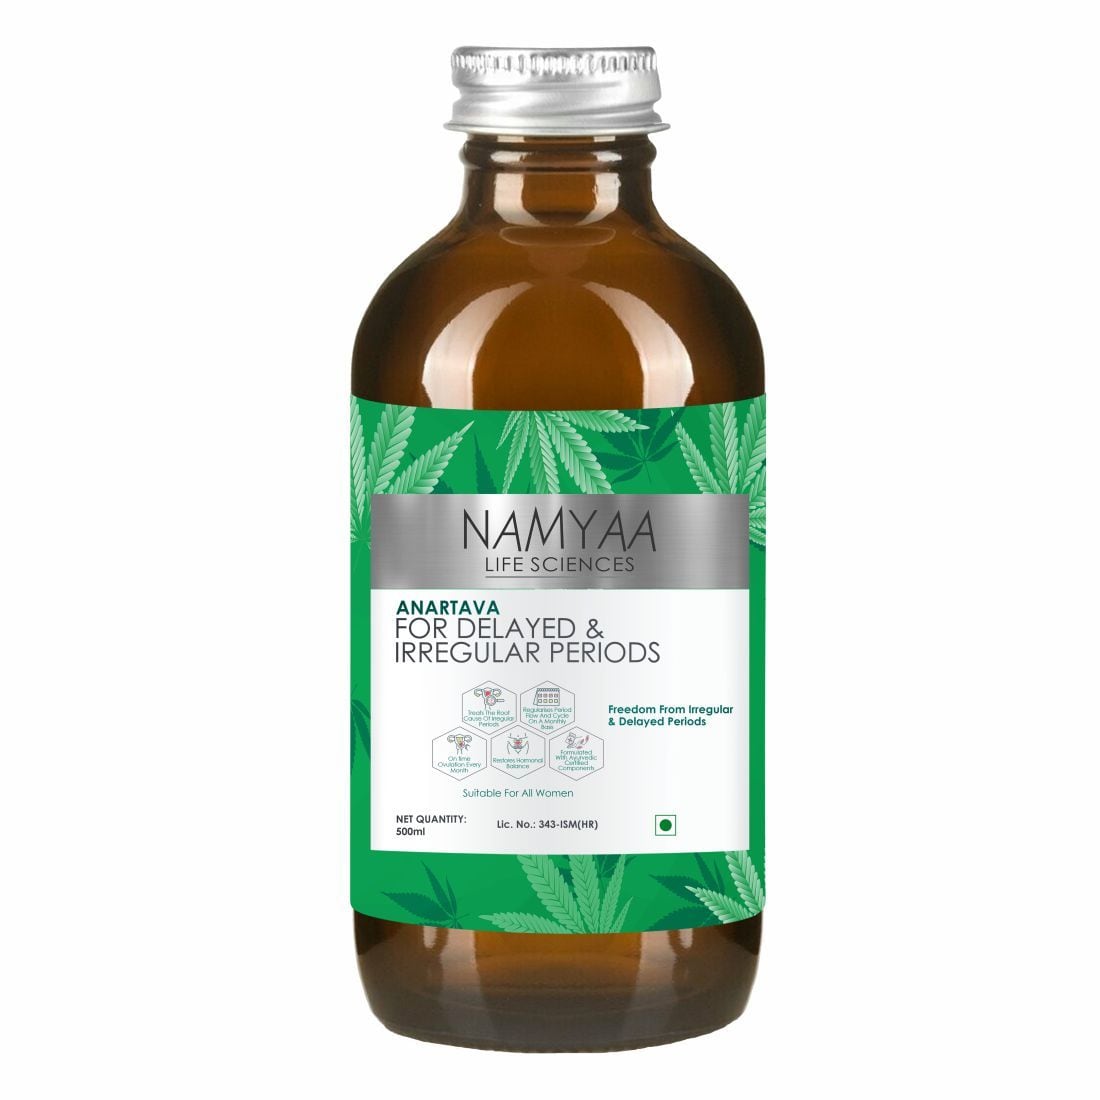 NAMYAA
LIFE SCIENCES
ANARTAVA
FOR DELAYED &
IRREGULAR PERIODS
Treats The Root
Cause Of Irregular
Periods
Regularises Period
Flow And Cycle
On A Monthly
Basis
On Time
Ovulation Every
Month
Restores Hormonal
Balance
Formulated
With Ayurvedic
Certified
Components
Freedom From Irregular
& Delayed Periods
Suitable For All Women
NET QUANTITY:
500ml
Lic. No.: 343-ISM(HR)